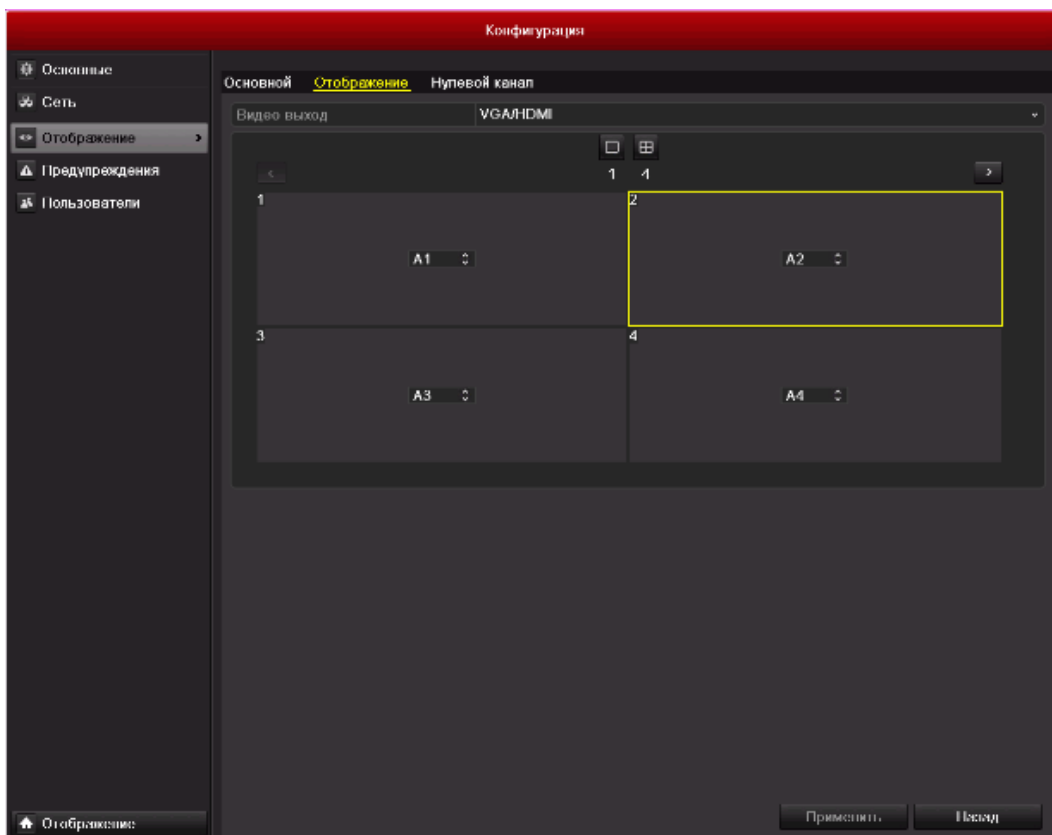 Конфигурация
Основные
Сеть
Отображение
Предупреждения
Пользователи
Основной Отображение Нулевой канал
Видео выход VGA/HDMI
1 4
< >
1 2
A1 A2
3 4
A3 A4
Применить Назад
Отображение